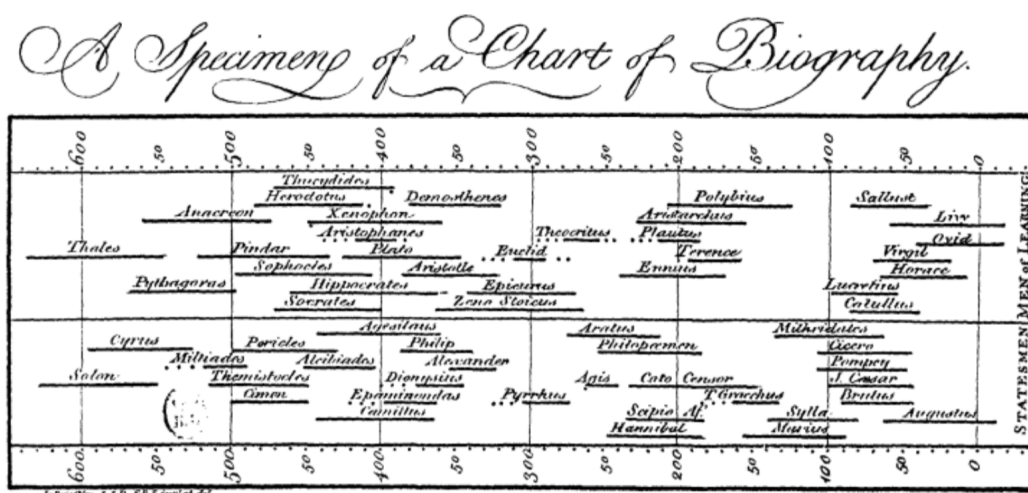 A Specimen of a Chart of Biography.
600 50 500 50 400 50 300 50 200 50 100 50 0
Thucydides
Herodotus Demosthenes Polybius Sallust
Anacreon Xenophon Aristarchus Livy
Aristophanes Theocritus Plautus Ovid
Thales Pindar Plato Euclid Terence Virgil
Sophocles Aristotle Ennius Horace
Pythagoras Hippocrates Epicurus Lucretius
Socrates Zeno Stoicus Catullus
MEN of LEARNING
Agesilaus Aratus Mithridates
Cyrus Pericles Philip Philopœmen Cicero
Miltiades Alcibiades Alexander Pompey
Solon Themistocles Dionysius Agis Cato Censor J. Cæsar
Cimon Epaminondas Pyrrhus T. Gracchus Brutus
Camillus Scipio Af. Sylla Augustus
Hannibal Marius
STATESMEN
600 50 500 50 400 50 300 50 200 50 100 50 0